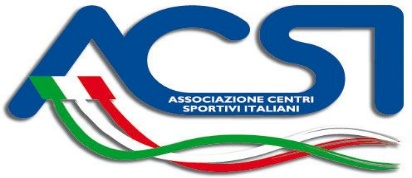 ACSI
ASSOCIAZIONE CENTRI
SPORTIVI ITALIANI